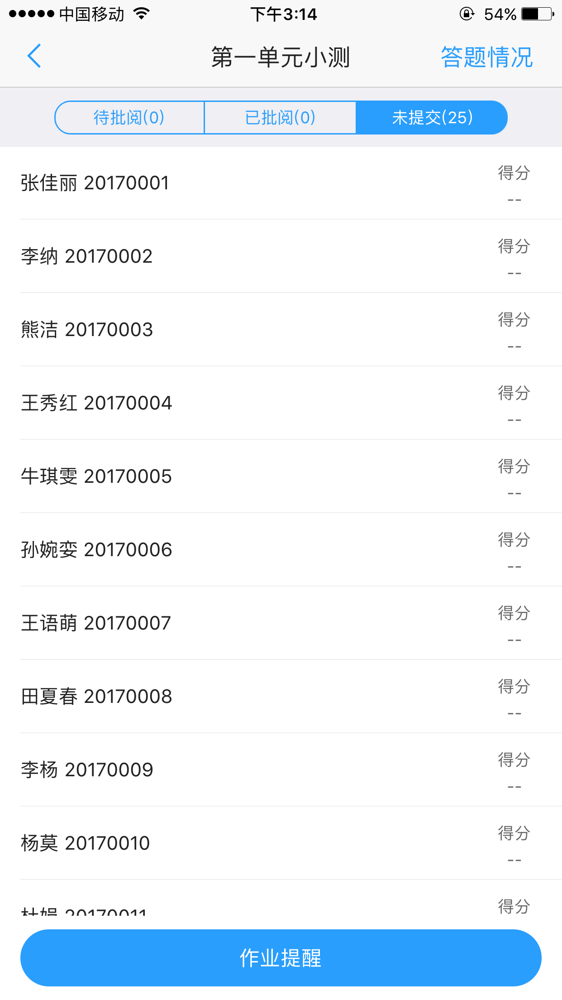 中国移动 下午3:14 54%
第一单元小测 答题情况
待批阅(0) 已批阅(0) 未提交(25)
张佳丽 20170001 得分
--
李纳 20170002 得分
--
熊洁 20170003 得分
--
王秀红 20170004 得分
--
牛琪雯 20170005 得分
--
孙婉娈 20170006 得分
--
王语萌 20170007 得分
--
田夏春 20170008 得分
--
李杨 20170009 得分
--
杨莫 20170010 得分
--
杜娟 20170011 得分
作业提醒